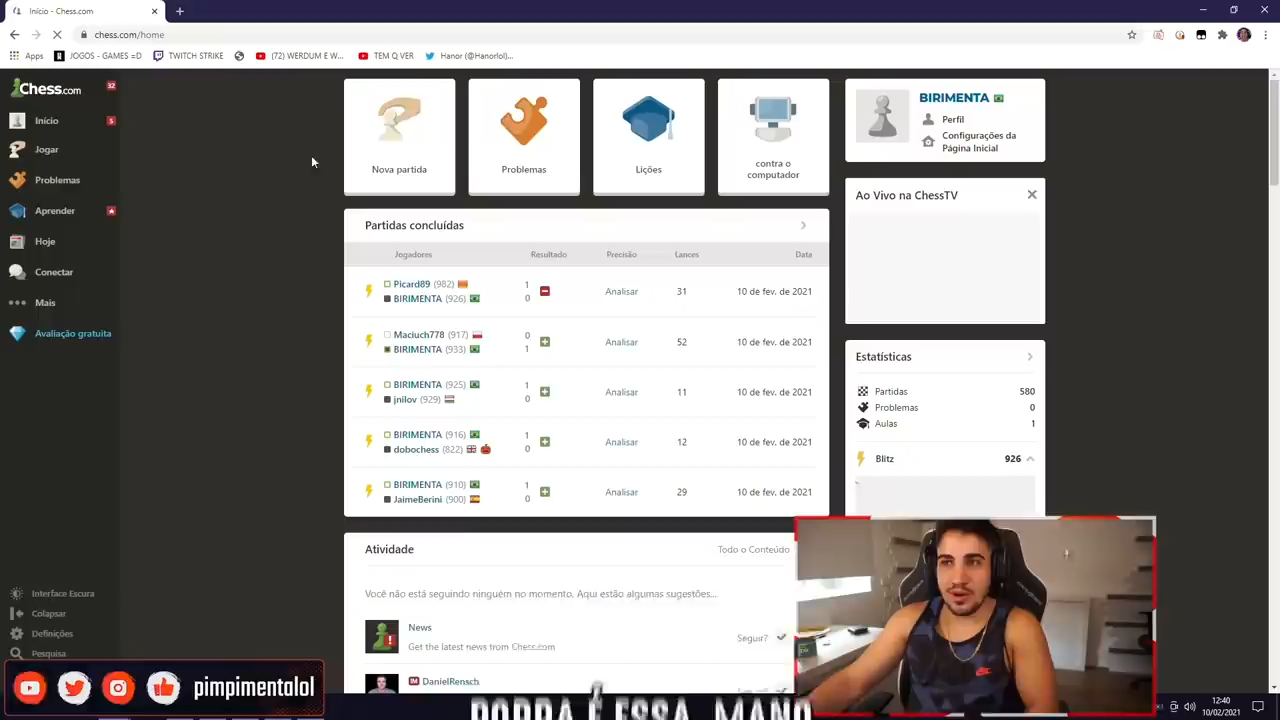 Início - Chess.com
chess.com/home
Apps
JOGOS - GAMES =D
TWITCH STRIKE
(72) WERDUM E W...
TEM Q VER
Hanor (@Hanorlol)...
Chess.com
32
Início
5
Jogar
Problemas
Aprender
Hoje
Conectar
Mais
Avaliação gratuita
Interface Escura
Colapsar
Definições
Pesquisa
Nova partida
Problemas
Lições
contra o
computador
Partidas concluídas
Jogadores Resultado Precisão Lances Data
Picard89 (982) 1
BIRIMENTA (926) 0
Analisar 31 10 de fev. de 2021
Maciuch778 (917) 0
BIRIMENTA (933) 1
Analisar 52 10 de fev. de 2021
BIRIMENTA (925) 1
jnilov (929) 0
Analisar 11 10 de fev. de 2021
BIRIMENTA (916) 1
dobochess (822) 0
Analisar 12 10 de fev. de 2021
BIRIMENTA (910) 1
JaimeBerini (900) 0
Analisar 29 10 de fev. de 2021
Atividade Todo o Conteúdo
Você não está seguindo ninguém no momento. Aqui estão algumas sugestões...
News
Get the latest news from Chess.com
Seguir?
IM DanielRensch
BIRIMENTA
Perfil
Configurações da
Página Inicial
Ao Vivo na ChessTV
Estatísticas
Partidas 580
Problemas 0
Aulas 1
Blitz 926
pimpimentalol
PORRA É ESSA, MANO
12:40
10/02/2021